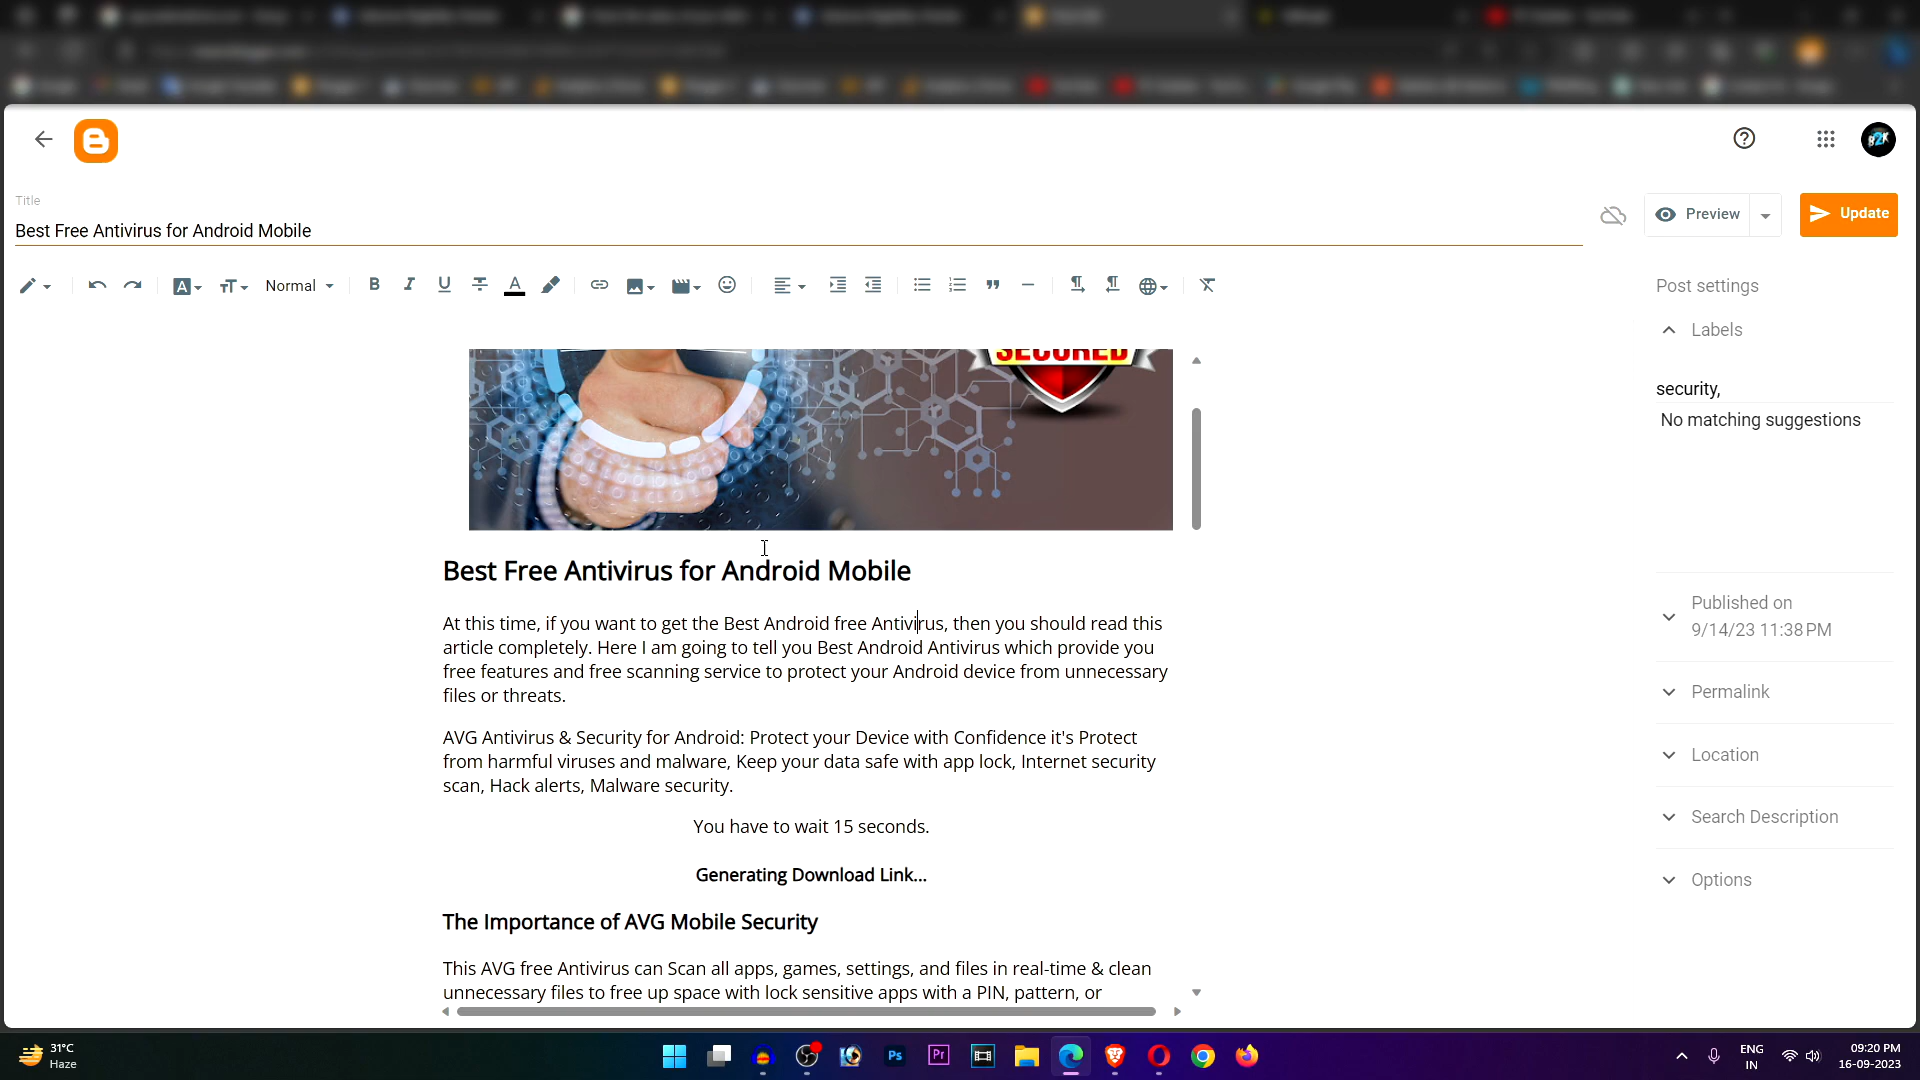 Title
Best Free Antivirus for Android Mobile
Preview
Update
Normal
Post settings
Labels
security,
No matching suggestions
SECURED
Best Free Antivirus for Android Mobile
At this time, if you want to get the Best Android free Antivirus, then you should read this
article completely. Here I am going to tell you Best Android Antivirus which provide you
free features and free scanning service to protect your Android device from unnecessary
files or threats.
AVG Antivirus & Security for Android: Protect your Device with Confidence it's Protect
from harmful viruses and malware, Keep your data safe with app lock, Internet security
scan, Hack alerts, Malware security.
You have to wait 15 seconds.
Generating Download Link...
The Importance of AVG Mobile Security
This AVG free Antivirus can Scan all apps, games, settings, and files in real-time & clean
unnecessary files to free up space with lock sensitive apps with a PIN, pattern, or
Published on
9/14/23 11:38 PM
Permalink
Location
Search Description
Options
31°C
Haze
Ps
Pr
ENG
IN
09:20 PM
16-09-2023